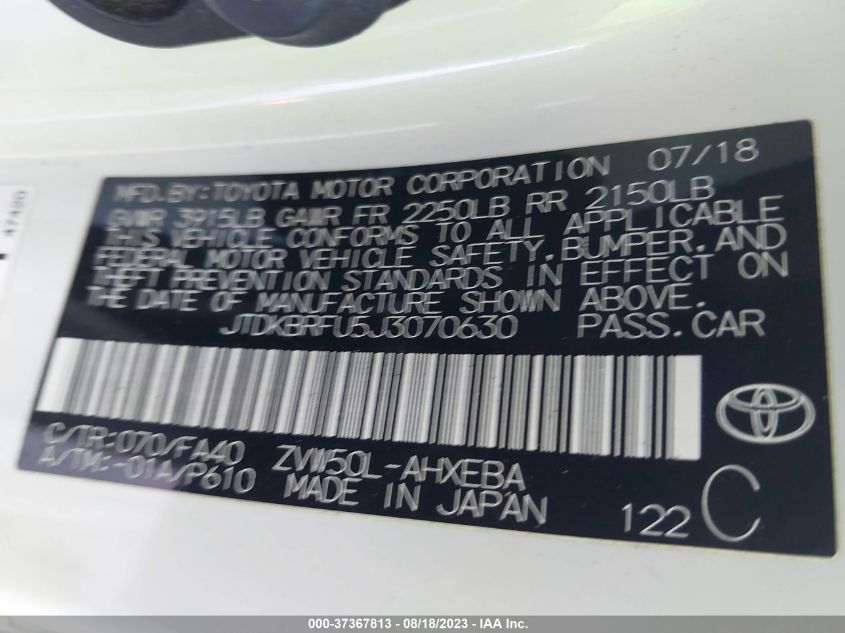 MFD.BY:TOYOTA MOTOR CORPORATION 07/18
GVWR 3915LB GAWR FR 2250LB RR 2150LB
THIS VEHICLE CONFORMS TO ALL APPLICABLE
FEDERAL MOTOR VEHICLE SAFETY,BUMPER,AND
THEFT PREVENTION STANDARDS IN EFFECT ON
THE DATE OF MANUFACTURE SHOWN ABOVE.
JTDKBRFU5J3070630 PASS.CAR
C/TR:070/FA40 ZVW50L-AHXEBA
A/TM:-01A/P610 MADE IN JAPAN
122 C
47420
000-37367813 - 08/18/2023 - IAA Inc.